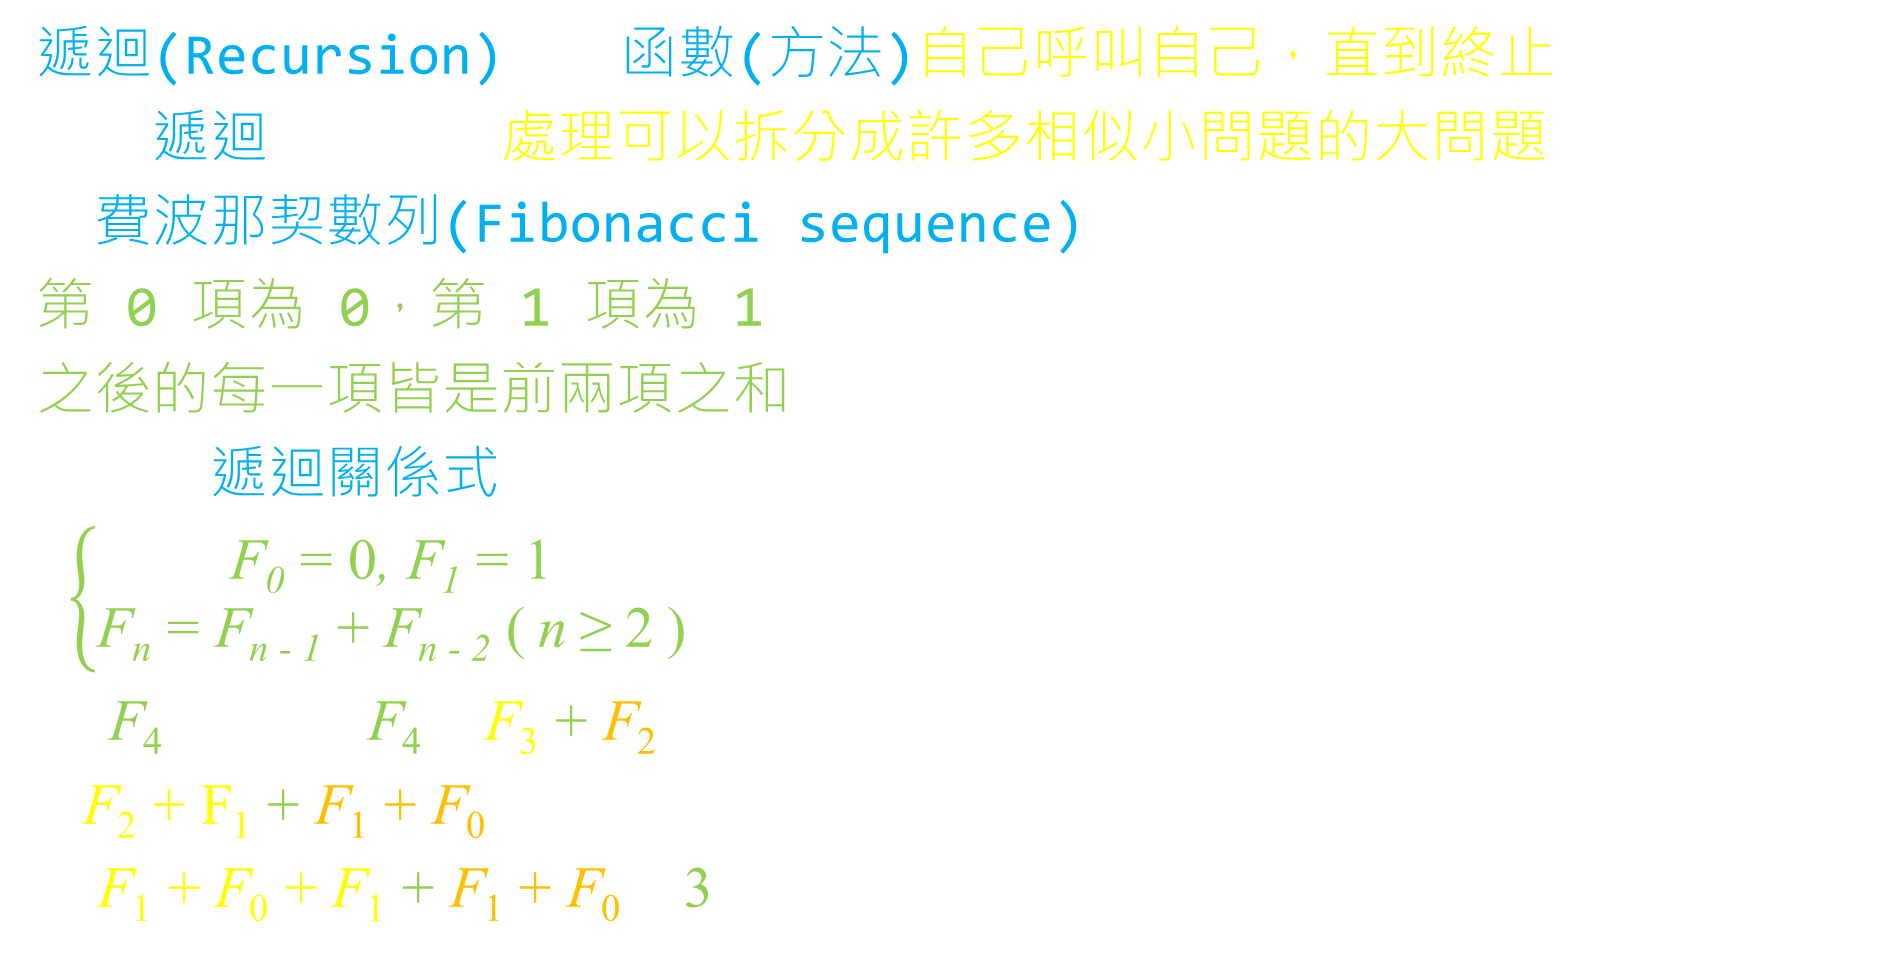 遞迴(Recursion) 函數(方法)自己呼叫自己，直到終止
遞迴 處理可以拆分成許多相似小問題的大問題
費波那契數列(Fibonacci sequence)
第 0 項為 0，第 1 項為 1
之後的每一項皆是前兩項之和
遞迴關係式
F₀ = 0, F₁ = 1
Fₙ = Fₙ₋₁ + Fₙ₋₂ ( n ≥ 2 )
F₄ F₄ F₃ + F₂
F₂ + F₁ + F₁ + F₀
F₁ + F₀ + F₁ + F₁ + F₀ 3